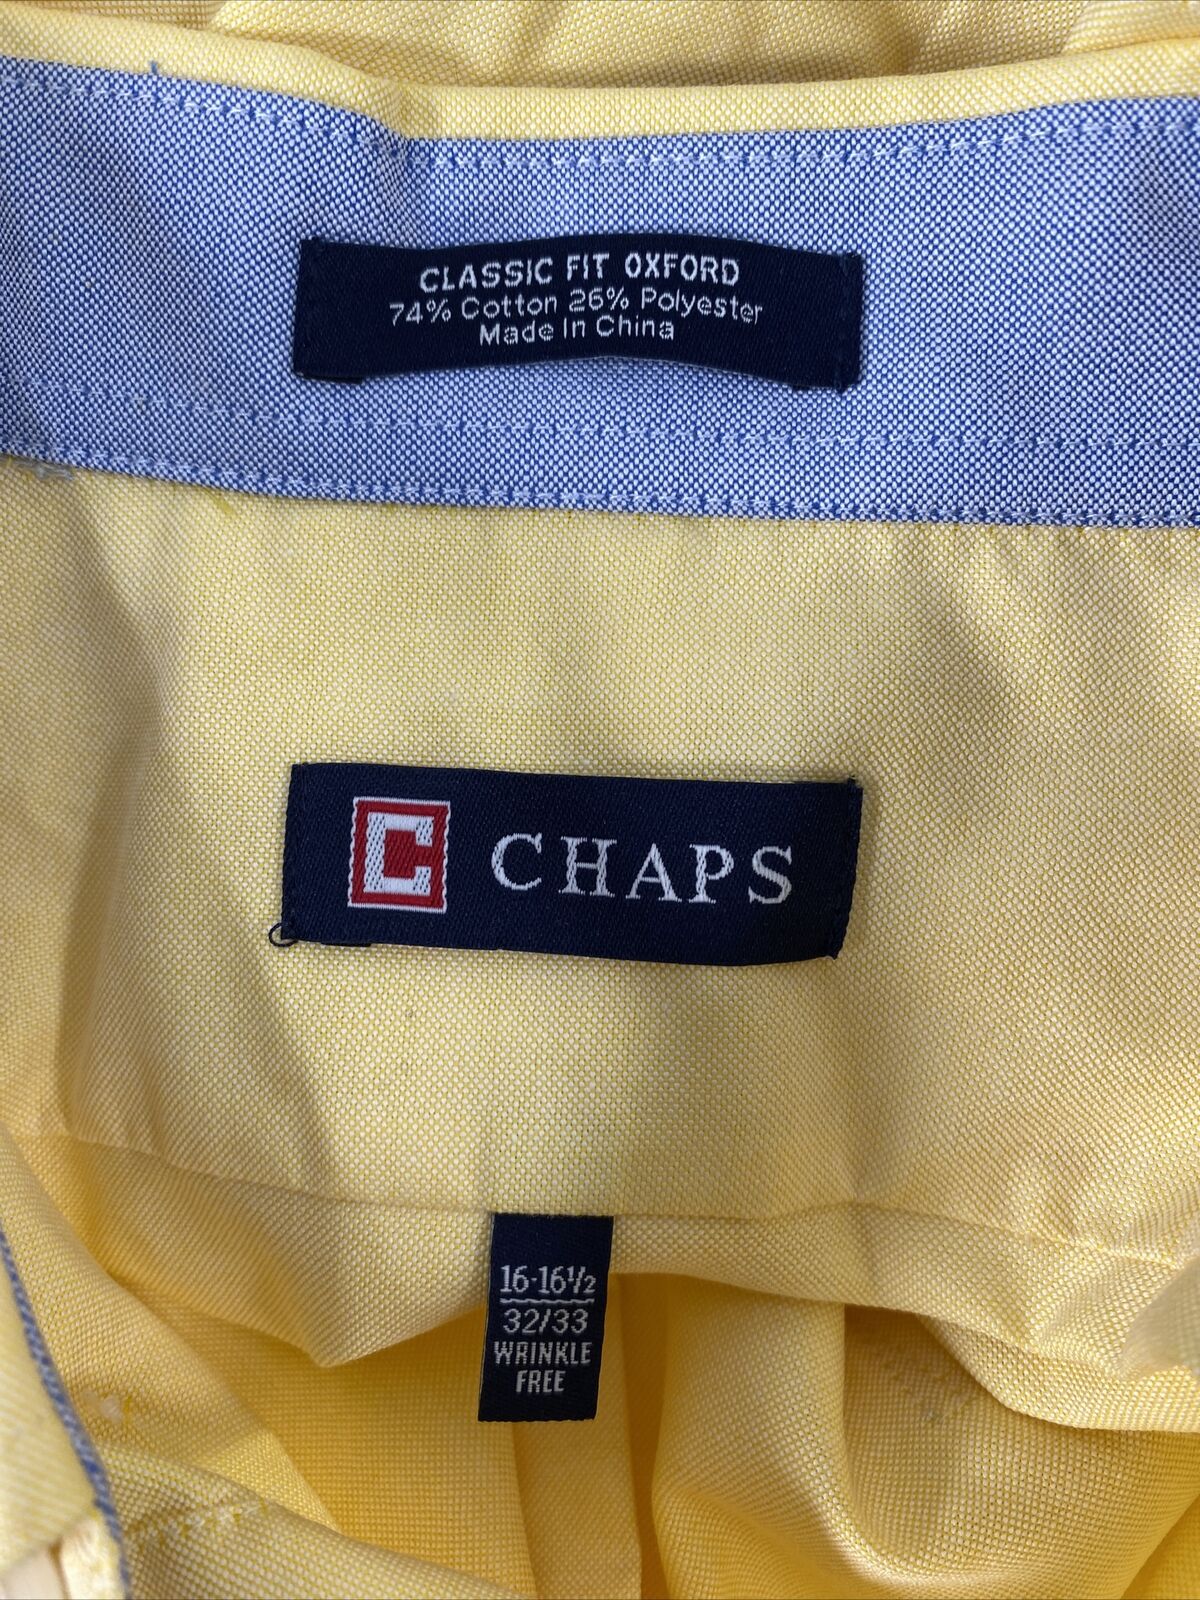 CLASSIC FIT OXFORD
74% Cotton 26% Polyester
Made In China
C CHAPS
16-16½
32/33
WRINKLE
FREE